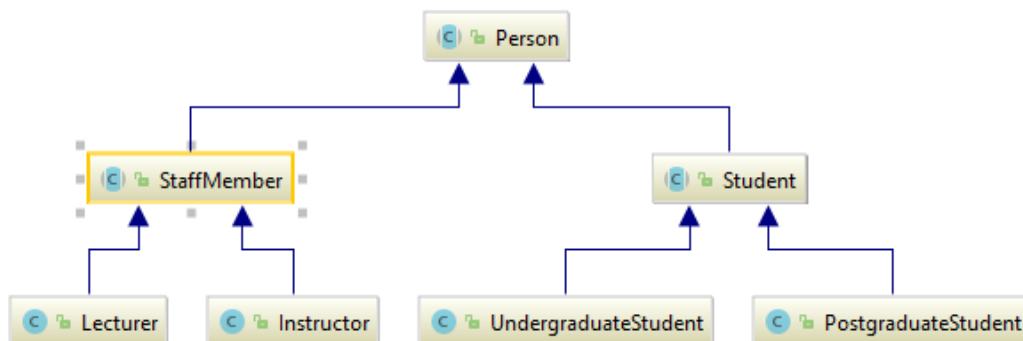 C Person
C StaffMember
C Student
C Lecturer
C Instructor
C UndergraduateStudent
C PostgraduateStudent